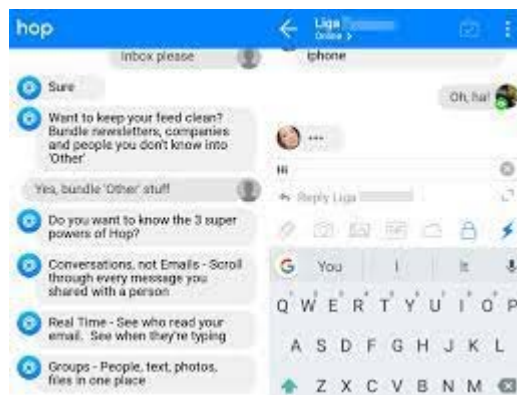 hop
Inbox please
Sure
Want to keep your feed clean?
Bundle newsletters, companies
and people you don't know into
'Other'
Yes, bundle 'Other' stuff
Do you want to know the 3 super
powers of Hop?
Conversations, not Emails - Scroll
through every message you
shared with a person
Real Time - See who read your
email. See when they're typing
Groups - People, text, photos,
files in one place
Liga
Online >
iphone
Oh, ha!
...
Reply Liga
GIF
G You I It
Q W E R T Y U I O P
A S D F G H J K L
Z X C V B N M